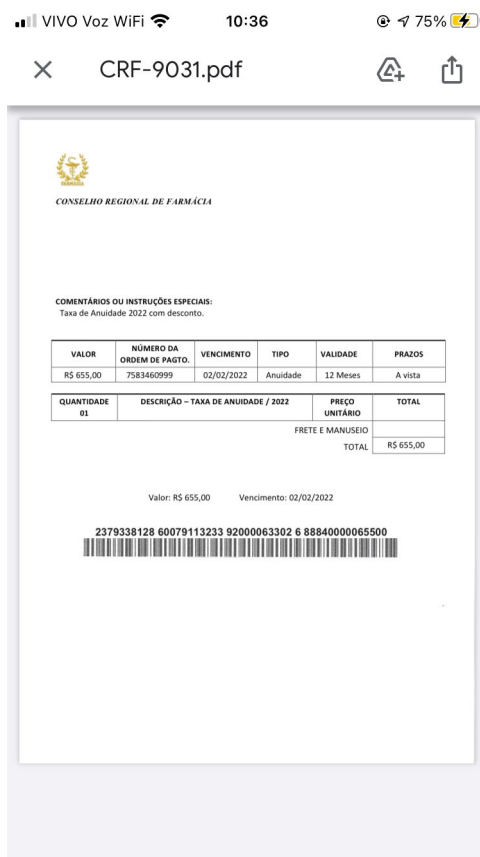 VIVO Voz WiFi 10:36 75%
CRF-9031.pdf
FARMÁCIA
CONSELHO REGIONAL DE FARMÁCIA
COMENTÁRIOS OU INSTRUÇÕES ESPECIAIS:
Taxa de Anuidade 2022 com desconto.
VALOR NÚMERO DA ORDEM DE PAGTO. VENCIMENTO TIPO VALIDADE PRAZOS
R$ 655,00 7583460999 02/02/2022 Anuidade 12 Meses A vista
QUANTIDADE DESCRIÇÃO – TAXA DE ANUIDADE / 2022 PREÇO UNITÁRIO TOTAL
01
FRETE E MANUSEIO
TOTAL R$ 655,00
Valor: R$ 655,00 Vencimento: 02/02/2022
2379338128 60079113233 92000063302 6 88840000065500